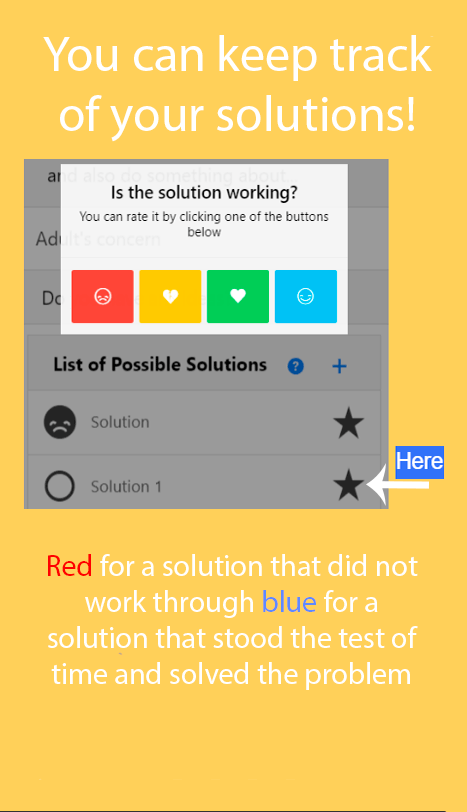 You can keep track
of your solutions!
and also do something about...
Is the solution working?
You can rate it by clicking one of the buttons
below
Adult's concern
Do
List of Possible Solutions
Solution
Here
Solution 1
Red for a solution that did not
work through blue for a
solution that stood the test of
time and solved the problem